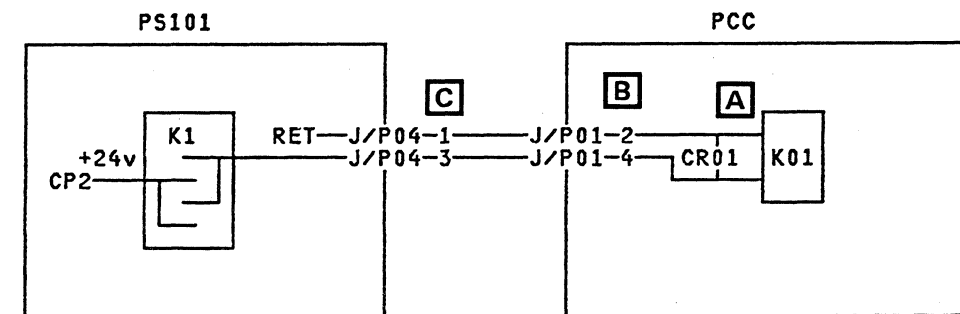 PS101
PCC
C
B
A
K1
RET J/P04-1 J/P01-2
+24v
J/P04-3 J/P01-4 CR01 K01
CP2